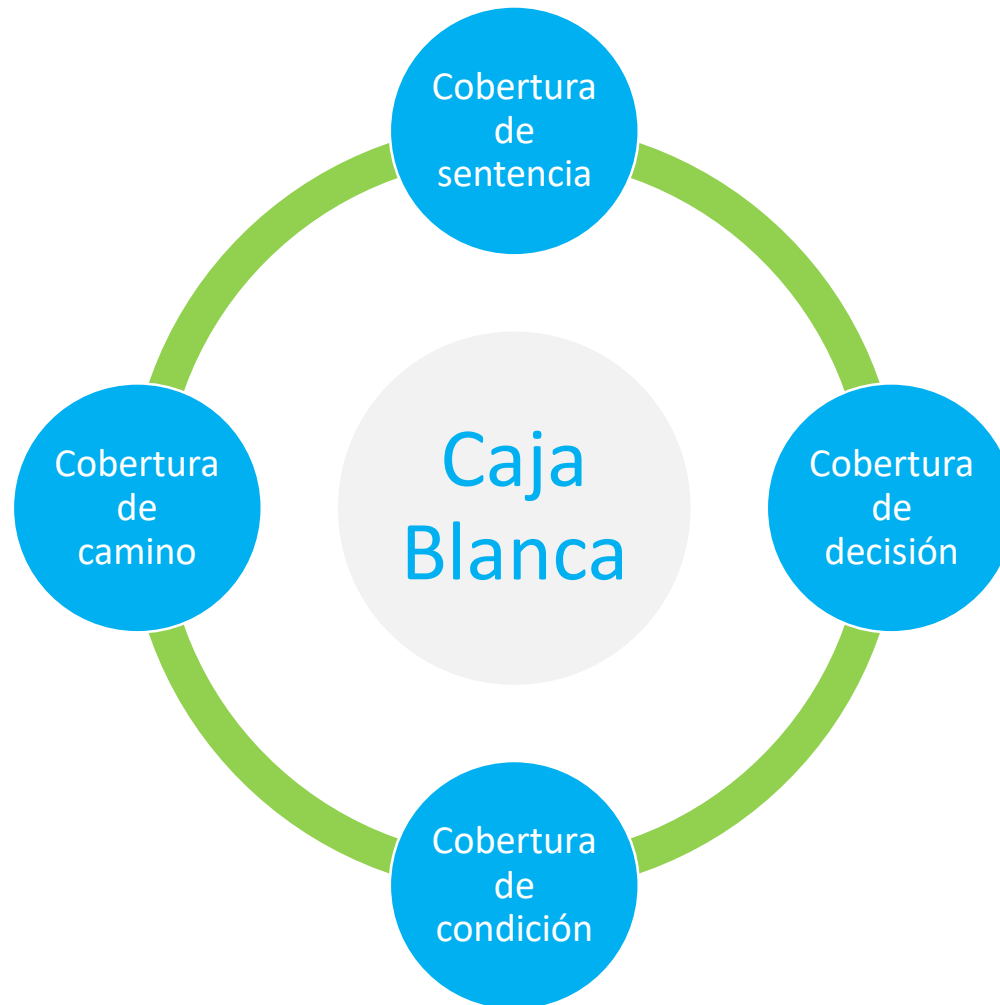 Cobertura
de
sentencia
Cobertura
de
camino
Caja
Blanca
Cobertura
de
decisión
Cobertura
de
condición